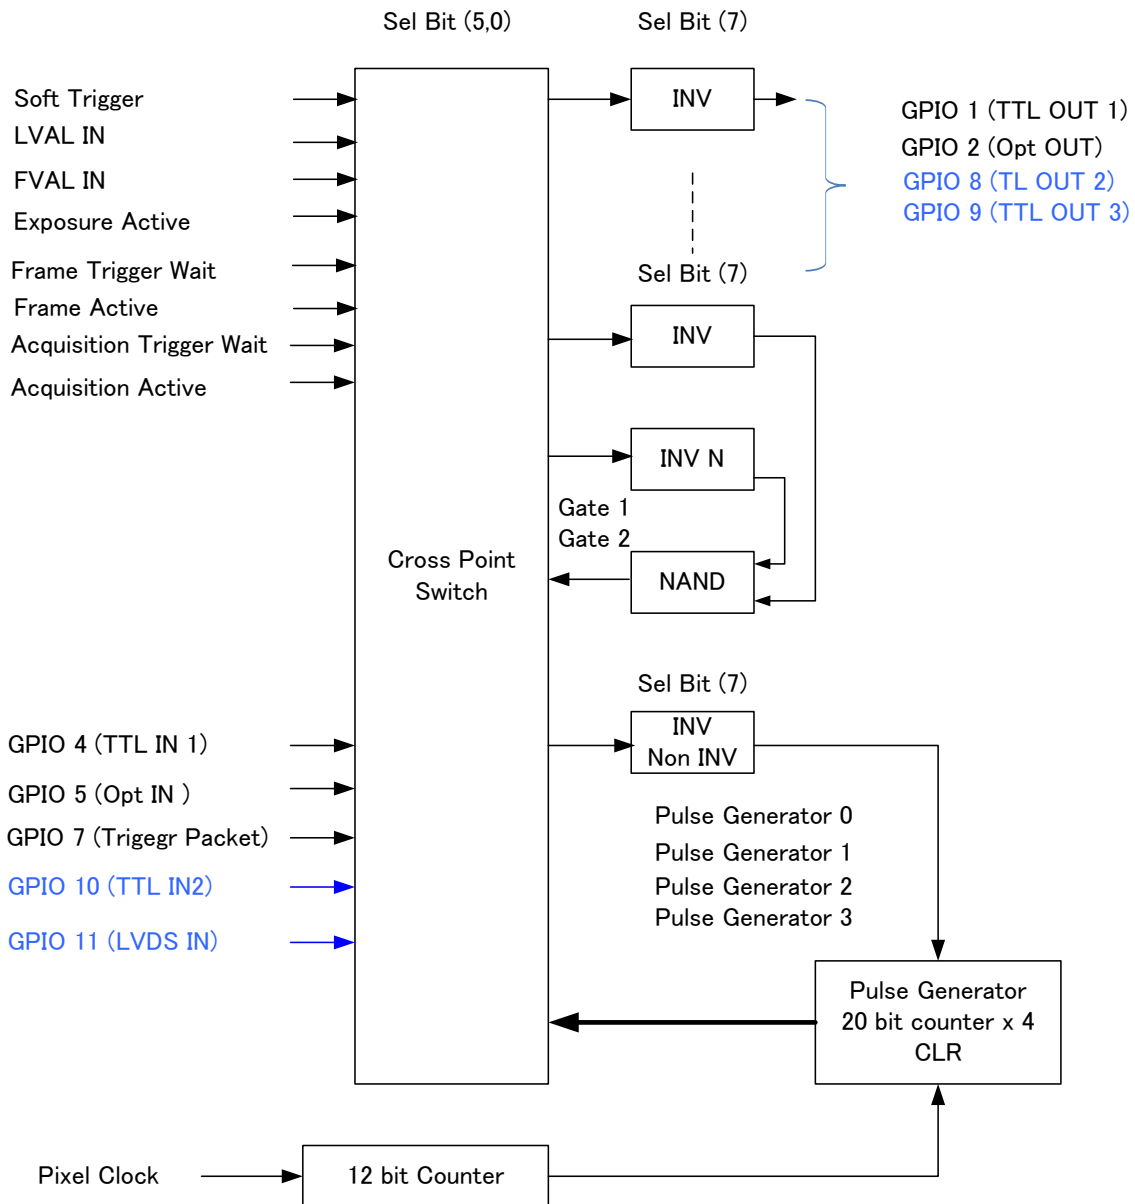 Sel Bit (5,0)
Sel Bit (7)
Soft Trigger
LVAL IN
FVAL IN
Exposure Active
Frame Trigger Wait
Frame Active
Acquisition Trigger Wait
Acquisition Active
INV
GPIO 1 (TTL OUT 1)
GPIO 2 (Opt OUT)
GPIO 8 (TL OUT 2)
GPIO 9 (TTL OUT 3)
Sel Bit (7)
INV
INV N
Gate 1
Gate 2
NAND
Cross Point
Switch
Sel Bit (7)
INV
Non INV
GPIO 4 (TTL IN 1)
GPIO 5 (Opt IN )
GPIO 7 (Trigegr Packet)
GPIO 10 (TTL IN2)
GPIO 11 (LVDS IN)
Pulse Generator 0
Pulse Generator 1
Pulse Generator 2
Pulse Generator 3
Pulse Generator
20 bit counter x 4
CLR
Pixel Clock
12 bit Counter